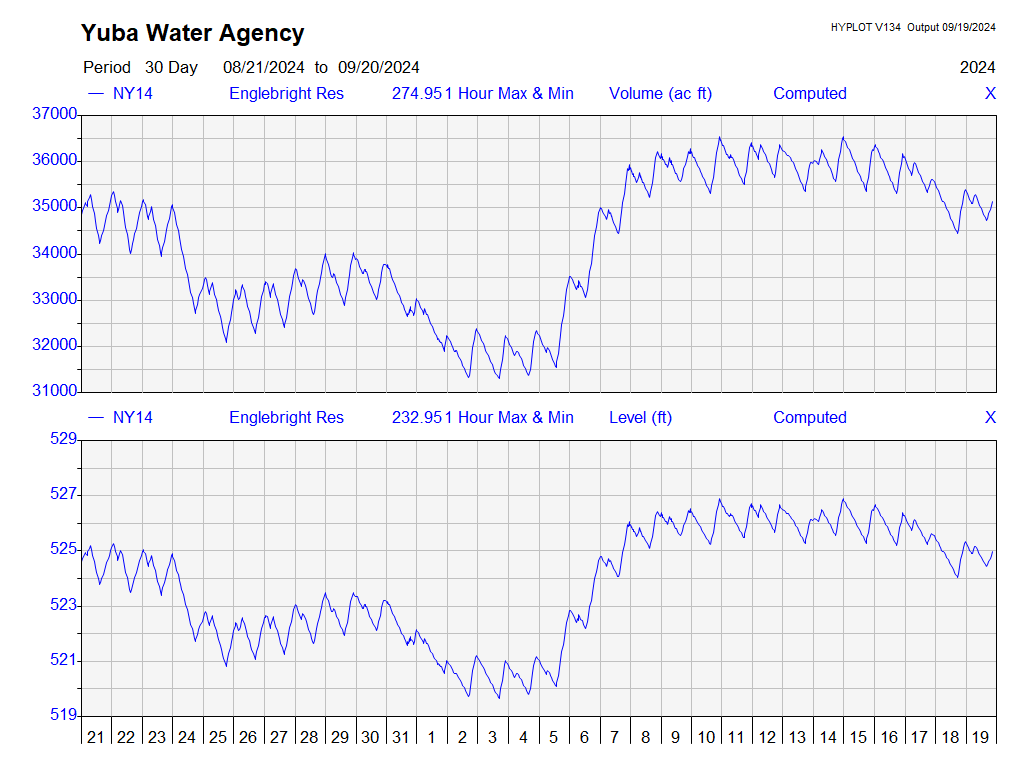 Yuba Water Agency
HYPLOT V134 Output 09/19/2024
Period 30 Day 08/21/2024 to 09/20/2024
2024
NY14 Englebright Res 274.951 Hour Max & Min Volume (ac ft) Computed X
37000
36000
35000
34000
33000
32000
31000
NY14 Englebright Res 232.951 Hour Max & Min Level (ft) Computed X
529
527
525
523
521
519
21 22 23 24 25 26 27 28 29 30 31 1 2 3 4 5 6 7 8 9 10 11 12 13 14 15 16 17 18 19